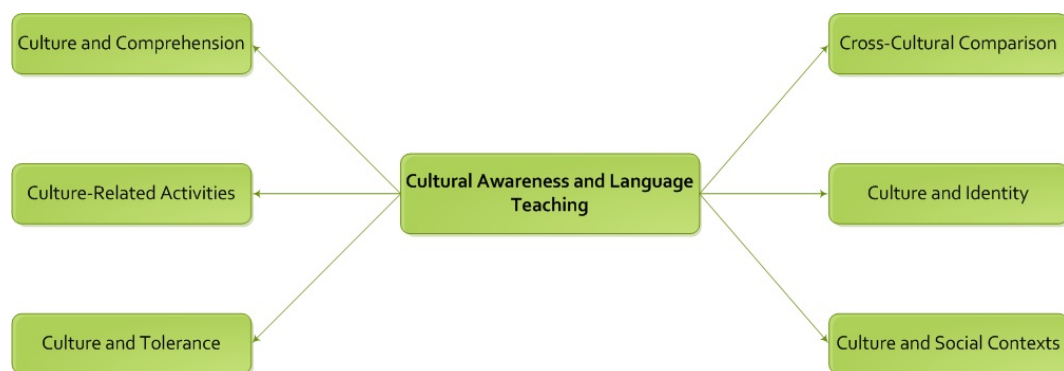 Culture and Comprehension
Cross-Cultural Comparison
Culture-Related Activities
Cultural Awareness and Language
Teaching
Culture and Identity
Culture and Tolerance
Culture and Social Contexts